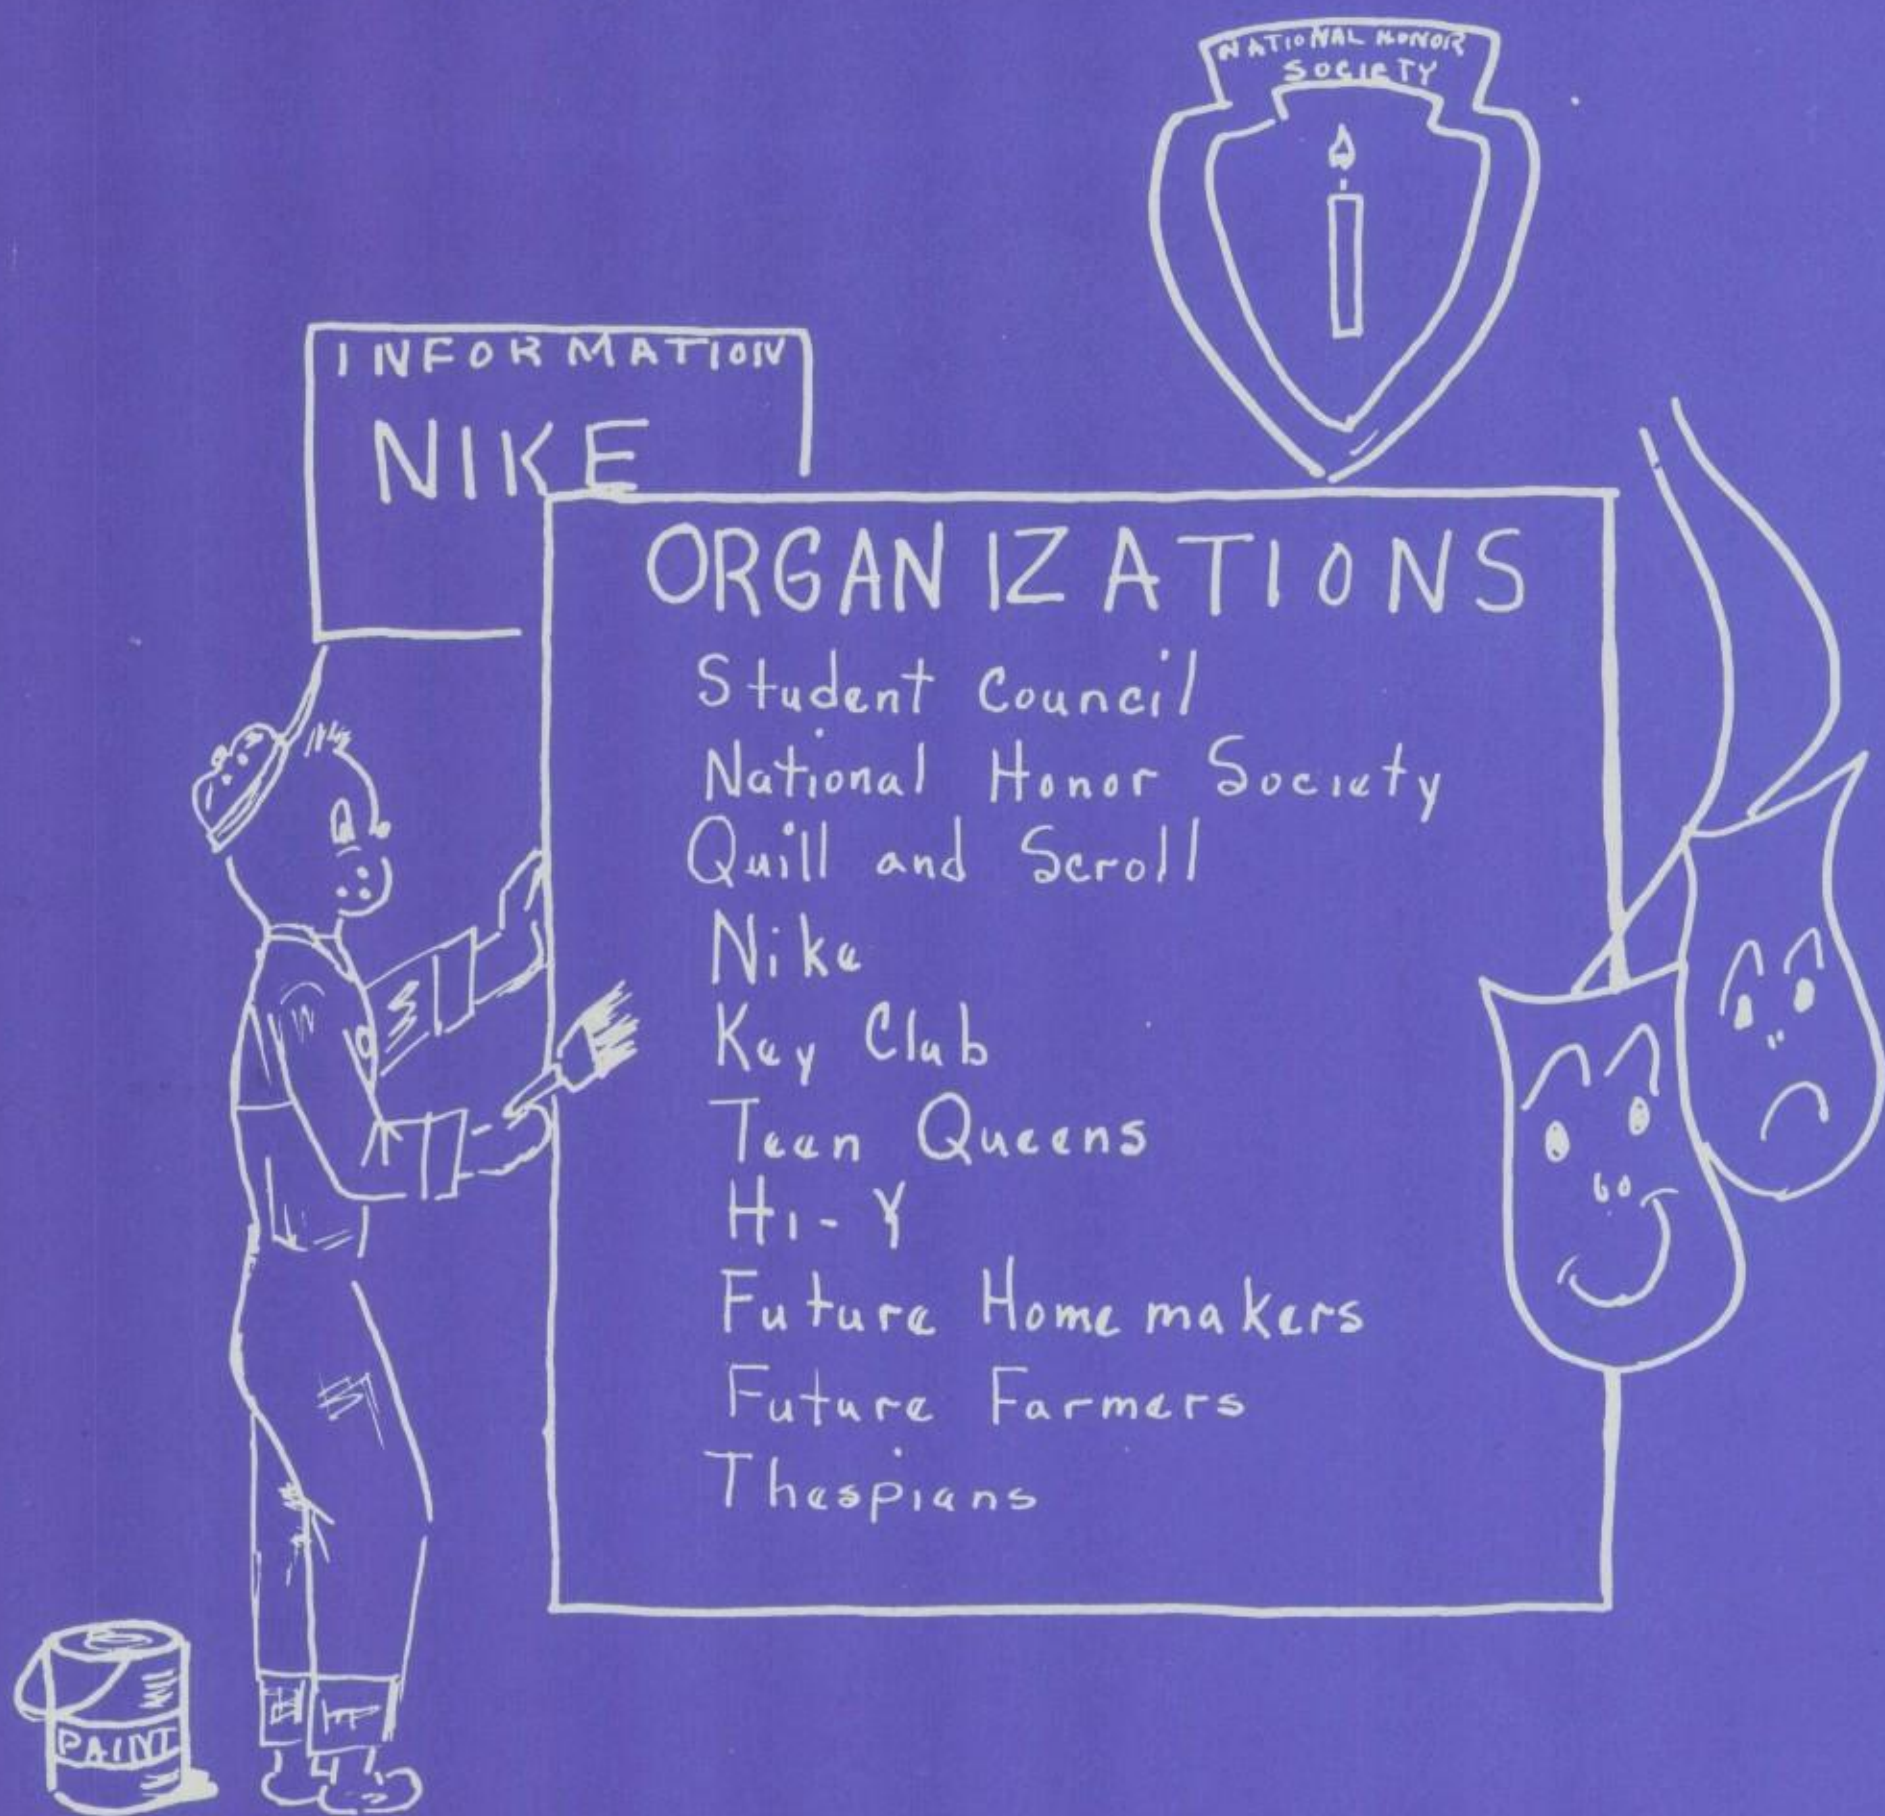 NATIONAL HONOR
SOCIETY
INFORMATION
NIKE
ORGANIZATIONS
Student Council
National Honor Society
Quill and Scroll
Nike
Key Club
Teen Queens
Hi-Y
Future Homemakers
Future Farmers
Thespians
PAINT